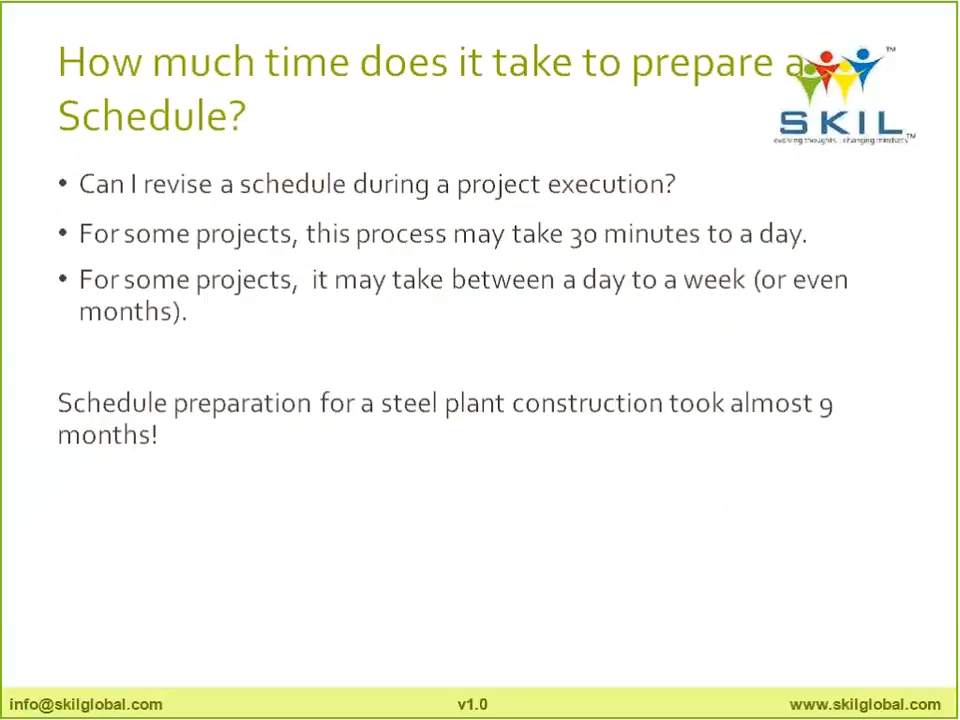 How much time does it take to prepare a
Schedule?
SKIL™
evolving thoughts : changing mindsets
• Can I revise a schedule during a project execution?
• For some projects, this process may take 30 minutes to a day.
• For some projects,  it may take between a day to a week (or even
months).
Schedule preparation for a steel plant construction took almost 9
months!
info@skilglobal.com
v1.0
www.skilglobal.com